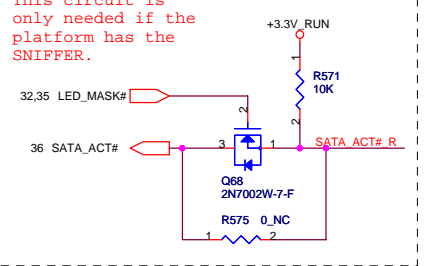 This circuit is
only needed if the
platform has the
SNIFFER.
+3.3V_RUN
1
R571
10K
2
32,35 LED_MASK#
2
36 SATA_ACT#
3
1
SATA_ACT#_R
Q68
2N7002W-7-F
R575 0_NC
1
2